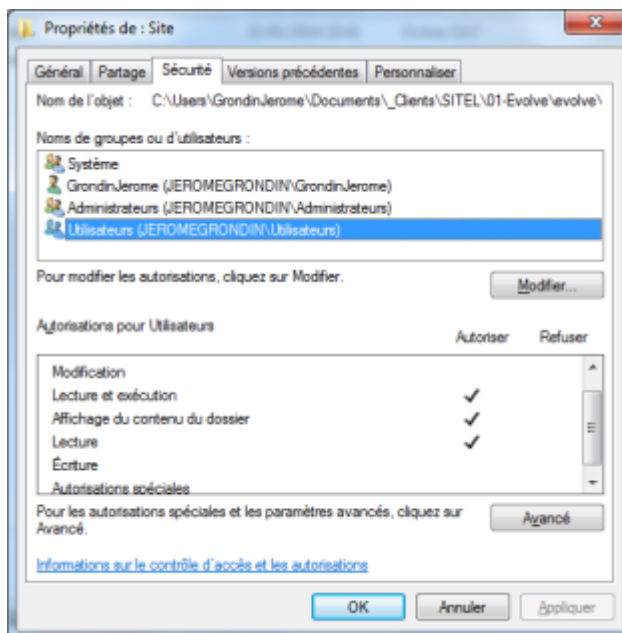 Propriétés de : Site
Général Partage Sécurité Versions précédentes Personnaliser
Nom de l'objet : C:\Users\GrondinJerome\Documents\_Clients\SITEL\01-Evolve\evolve\
Noms de groupes ou d'utilisateurs :
Système
GrondinJerome (JEROMEGRONDIN\GrondinJerome)
Administrateurs (JEROMEGRONDIN\Administrateurs)
Utilisateurs (JEROMEGRONDIN\Utilisateurs)
Pour modifier les autorisations, cliquez sur Modifier.
Modifier...
Autorisations pour Utilisateurs Autoriser Refuser
Modification
Lecture et exécution
Affichage du contenu du dossier
Lecture
Écriture
Autorisations spéciales
Pour les autorisations spéciales et les paramètres avancés, cliquez sur
Avancé.
Avancé
Informations sur le contrôle d'accès et les autorisations
OK Annuler Appliquer